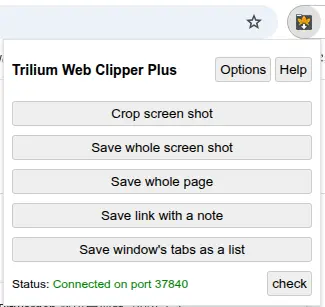 Trilium Web Clipper Plus
Options
Help
Crop screen shot
Save whole screen shot
Save whole page
Save link with a note
Save window's tabs as a list
Status: Connected on port 37840
check